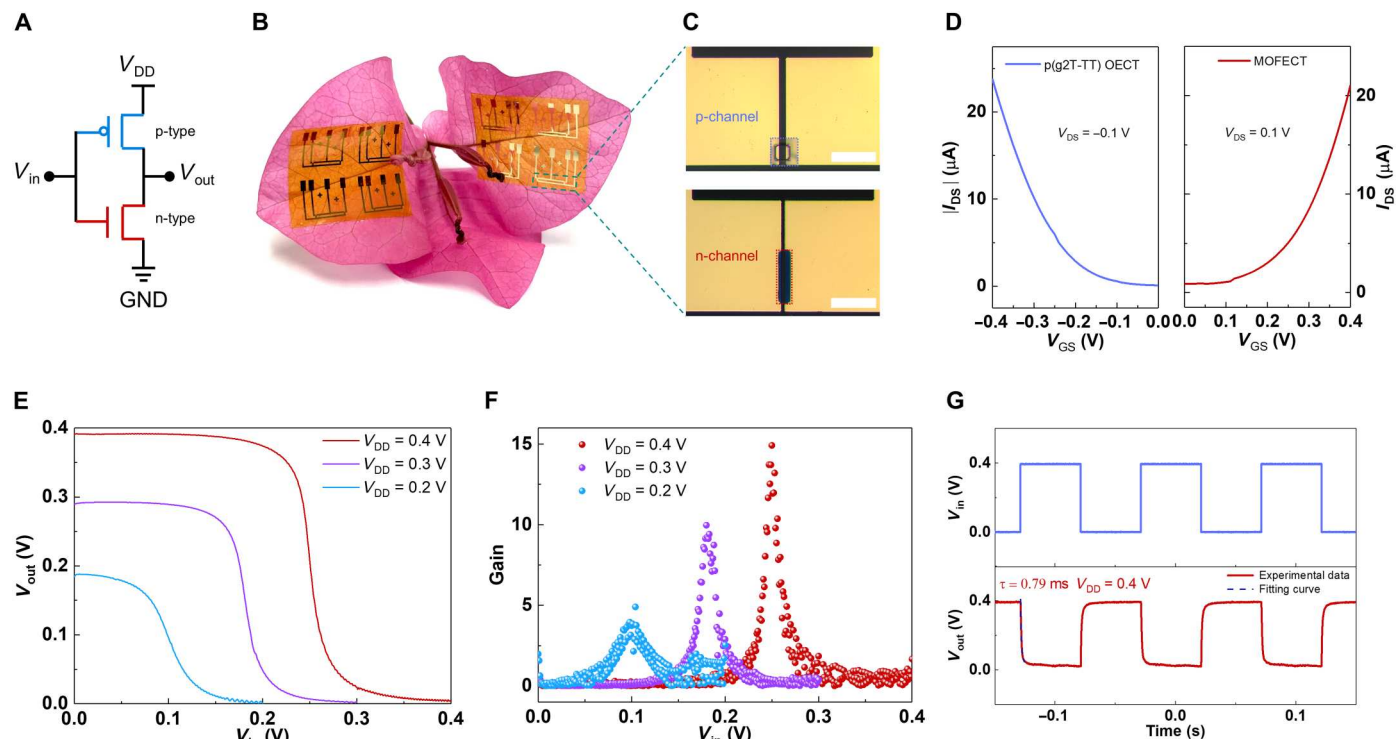 A
V_DD
p-type
V_in
V_out
n-type
GND
B
C
p-channel
n-channel
D
p(g2T-TT) OECT
V_DS = −0.1 V
|I_DS| (μA)
20
10
0
−0.4 −0.3 −0.2 −0.1 0.0
V_GS (V)
MOFECT
V_DS = 0.1 V
I_DS (μA)
20
10
0
0.0 0.1 0.2 0.3 0.4
V_GS (V)
E
V_DD = 0.4 V
V_DD = 0.3 V
V_DD = 0.2 V
V_out (V)
0.4
0.3
0.2
0.1
0.0
0.0 0.1 0.2 0.3 0.4
(V)
F
V_DD = 0.4 V
V_DD = 0.3 V
V_DD = 0.2 V
Gain
15
10
5
0
0.0 0.1 0.2 0.3 0.4
V_in (V)
G
V_in (V)
0.4
0.0
τ = 0.79 ms V_DD = 0.4 V
Experimental data
Fitting curve
V_out (V)
0.4
0.0
−0.1 0.0 0.1
Time (s)